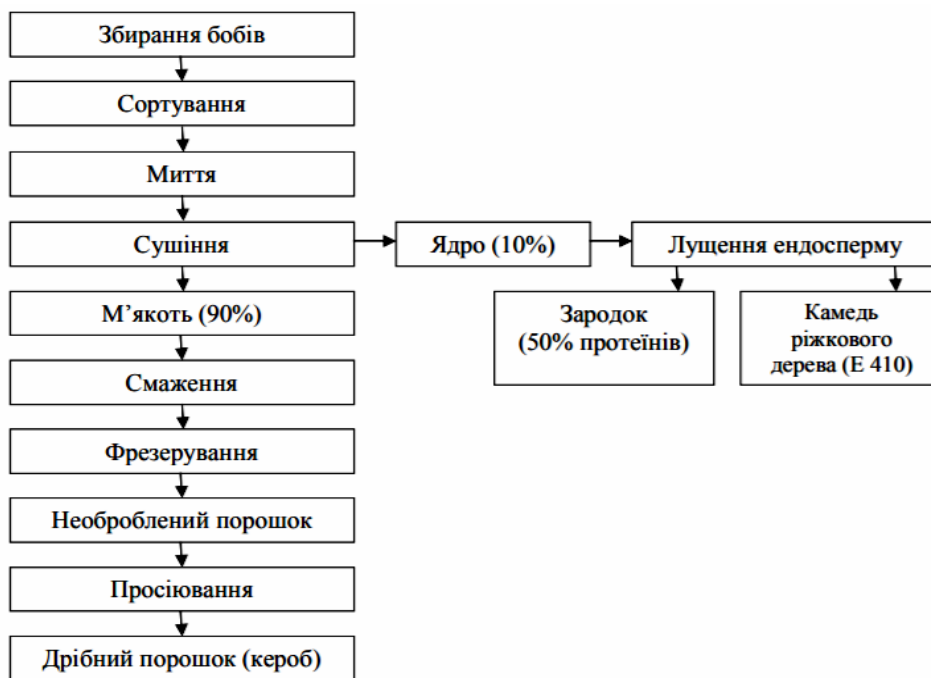 Збирання бобів
Сортування
Миття
Сушіння
Ядро (10%)
Лущення ендосперму
М’якоть (90%)
Зародок
(50% протеїнів)
Камедь
ріжкового
дерева (Е 410)
Смаження
Фрезерування
Необроблений порошок
Просіювання
Дрібний порошок (кероб)